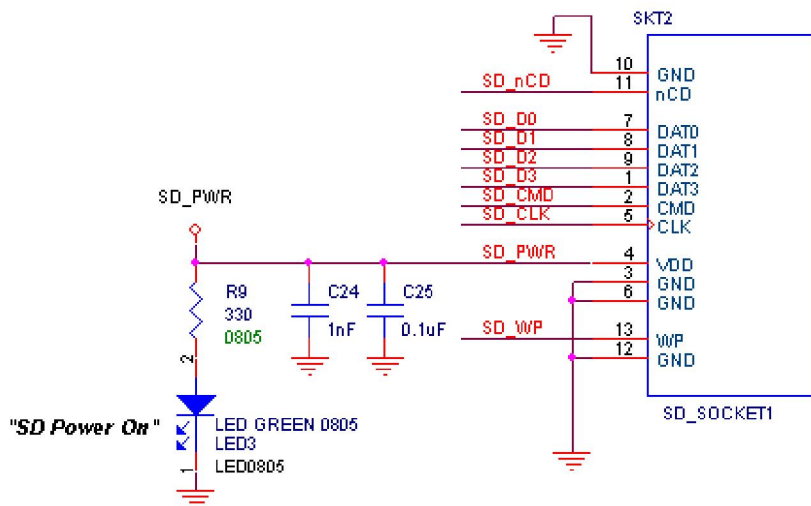 SKT2
10
GND
SD_nCD
11
nCD
SD_D0
7
DAT0
SD_D1
8
DAT1
SD_D2
9
DAT2
SD_D3
1
DAT3
SD_CMD
2
CMD
SD_CLK
5
CLK
SD_PWR
SD_PWR
4
VDD
3
GND
6
GND
R9
330
0805
C24
1nF
C25
0.1uF
SD_WP
13
WP
12
GND
2
SD_SOCKET1
"SD Power On"
LED GREEN 0805
LED3
LED0805
1